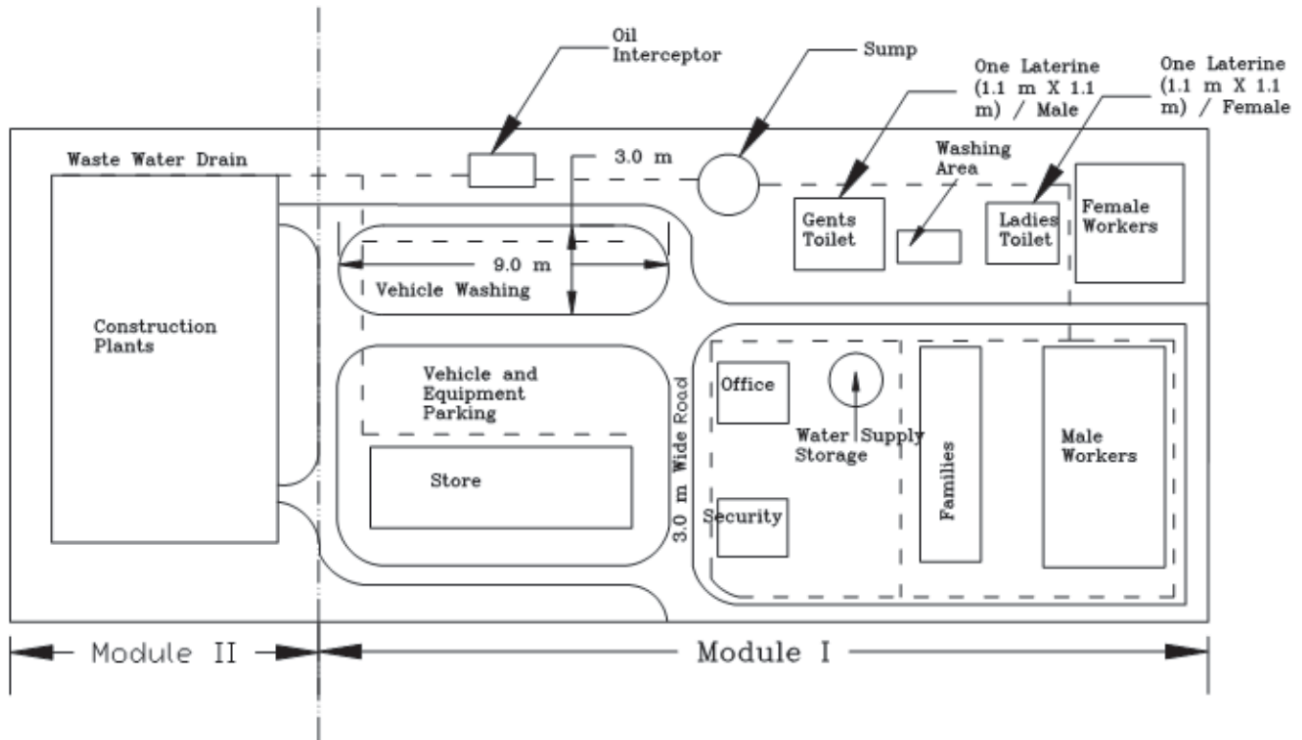 Oil
Interceptor
Sump
One Laterine
(1.1 m X 1.1
m) / Male
One Laterine
(1.1 m X 1.1
m) / Female
Waste Water Drain
3.0 m
Washing
Area
Gents
Toilet
Ladies
Toilet
Female
Workers
9.0 m
Vehicle Washing
Construction
Plants
Vehicle and
Equipment
Parking
Store
3.0 m Wide Road
Office
Water Supply
Storage
Security
Families
Male
Workers
Module II
Module I